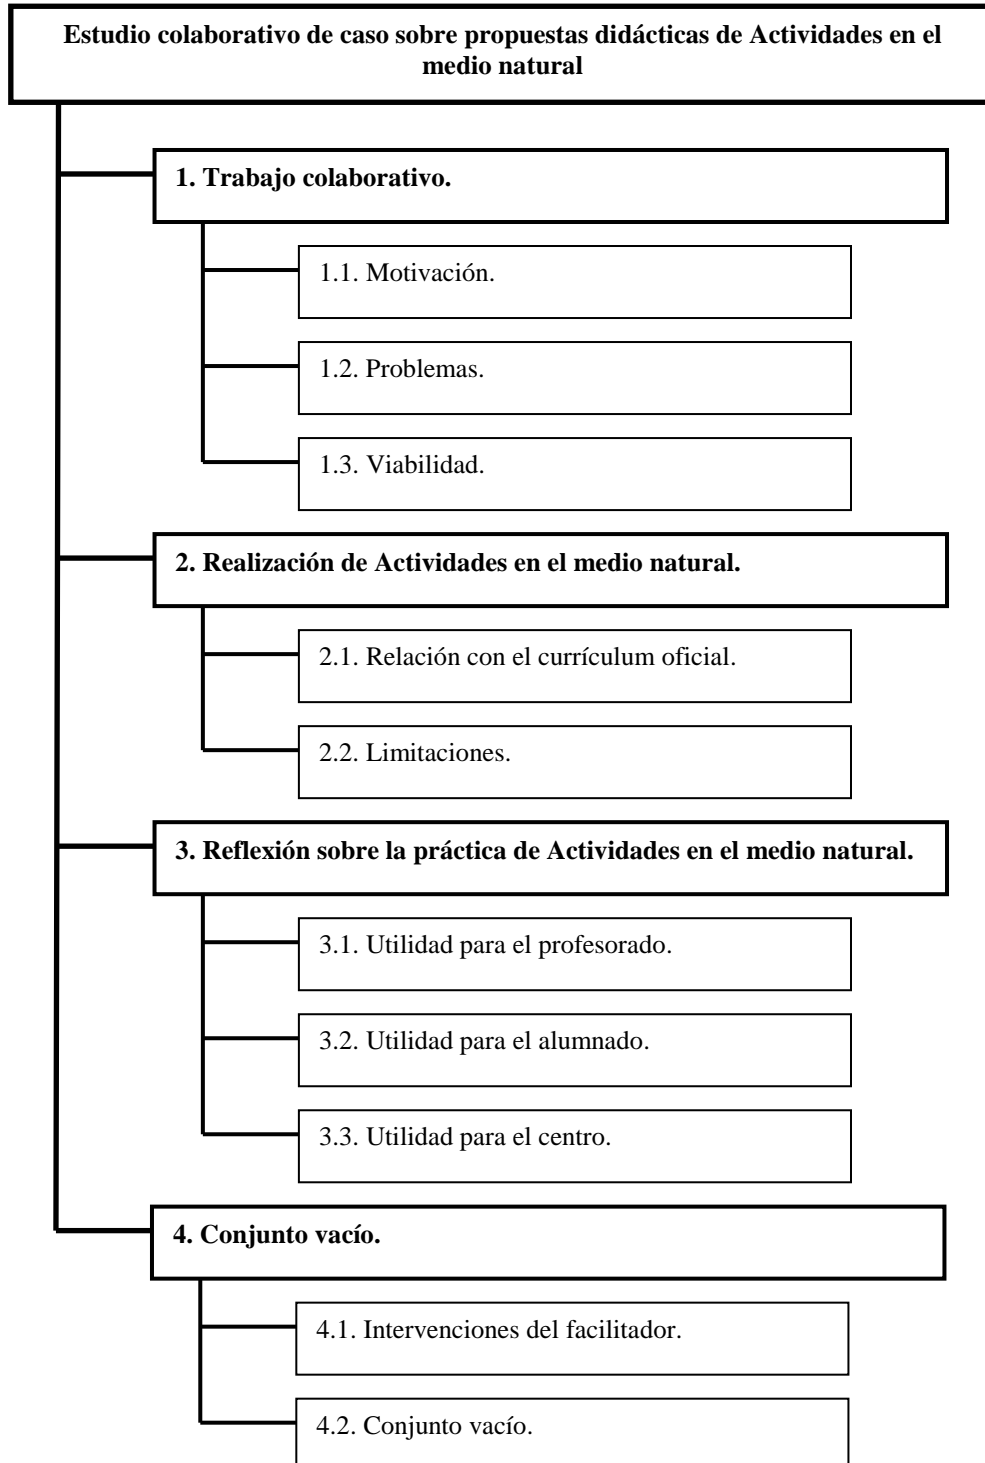 Estudio colaborativo de caso sobre propuestas didácticas de Actividades en el
medio natural
1. Trabajo colaborativo.
1.1. Motivación.
1.2. Problemas.
1.3. Viabilidad.
2. Realización de Actividades en el medio natural.
2.1. Relación con el currículum oficial.
2.2. Limitaciones.
3. Reflexión sobre la práctica de Actividades en el medio natural.
3.1. Utilidad para el profesorado.
3.2. Utilidad para el alumnado.
3.3. Utilidad para el centro.
4. Conjunto vacío.
4.1. Intervenciones del facilitador.
4.2. Conjunto vacío.